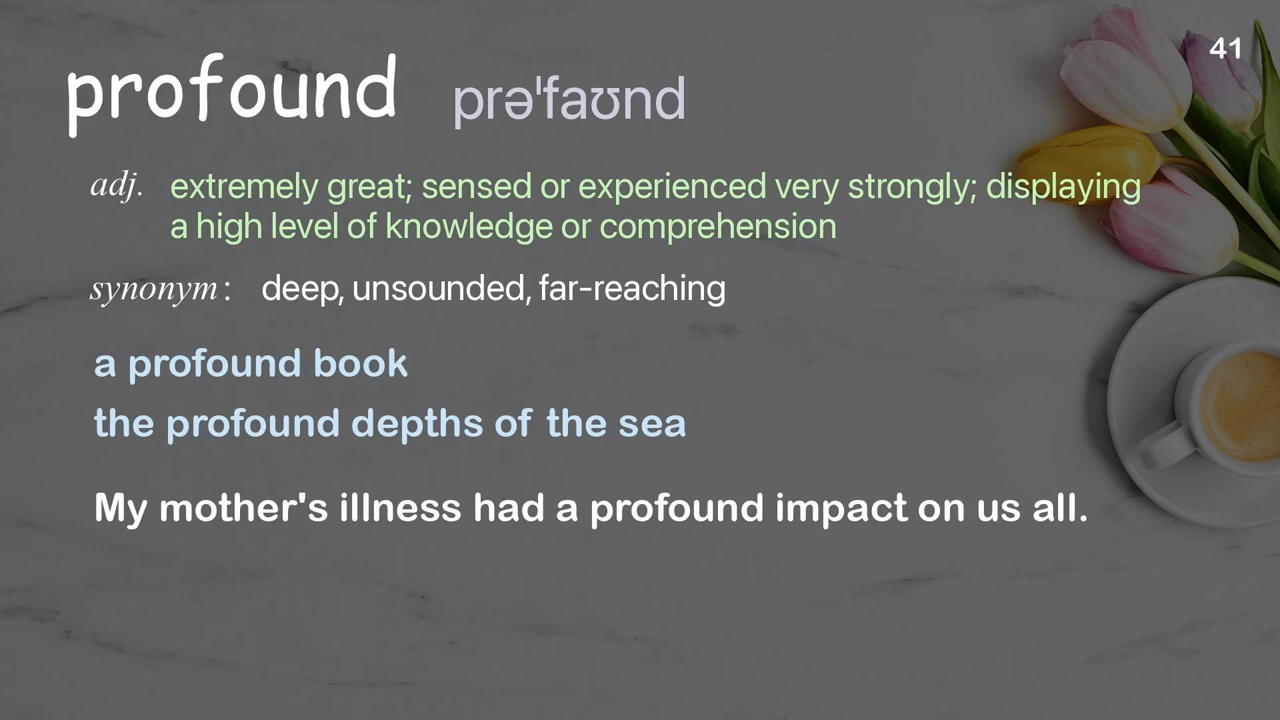 41
profound prəˈfaʊnd
adj. extremely great; sensed or experienced very strongly; displaying
a high level of knowledge or comprehension
synonym: deep, unsounded, far-reaching
a profound book
the profound depths of the sea
My mother's illness had a profound impact on us all.